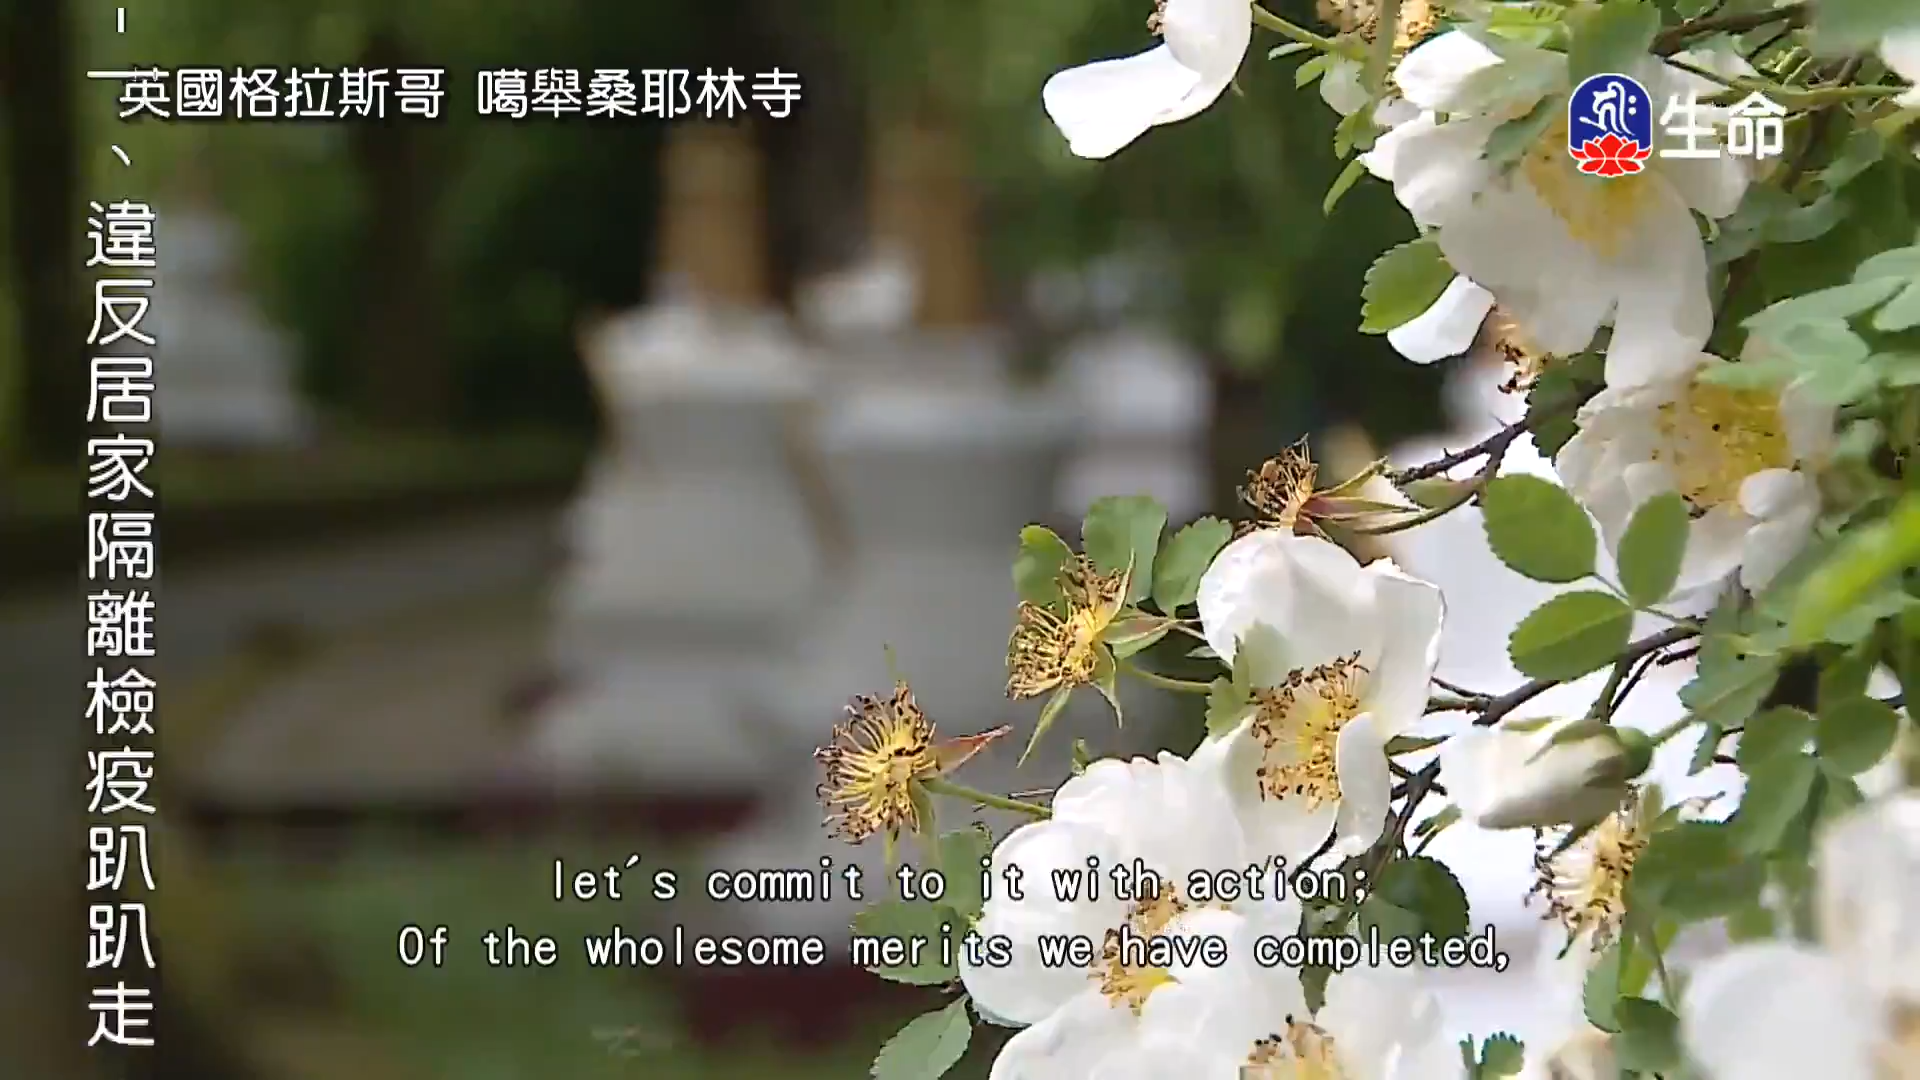 英國格拉斯哥 噶舉桑耶林寺
生命
、違反居家隔離檢疫趴趴走
let's commit to it with action;
Of the wholesome merits we have completed,